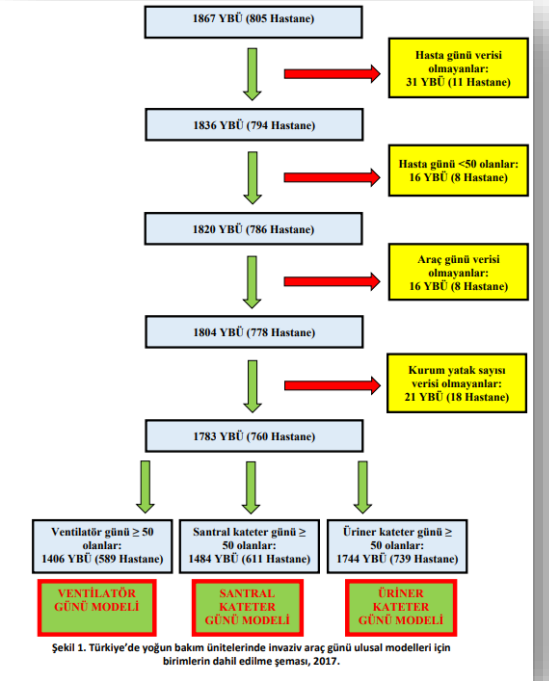 1867 YBÜ (805 Hastane)
Hasta günü verisi
olmayanlar:
31 YBÜ (11 Hastane)
1836 YBÜ (794 Hastane)
Hasta günü <50 olanlar:
16 YBÜ (8 Hastane)
1820 YBÜ (786 Hastane)
Araç günü verisi
olmayanlar:
16 YBÜ (8 Hastane)
1804 YBÜ (778 Hastane)
Kurum yatak sayısı
verisi olmayanlar:
21 YBÜ (18 Hastane)
1783 YBÜ (760 Hastane)
Ventilatör günü ≥ 50
olanlar:
1406 YBÜ (589 Hastane)
Santral kateter günü ≥
50 olanlar:
1484 YBÜ (611 Hastane)
Üriner kateter günü ≥
50 olanlar:
1744 YBÜ (739 Hastane)
VENTİLATÖR
GÜNÜ MODELİ
SANTRAL
KATETER
GÜNÜ MODELİ
ÜRİNER
KATETER
GÜNÜ MODELİ
Şekil 1. Türkiye'de yoğun bakım ünitelerinde invaziv araç günü ulusal modelleri için
birimlerin dahil edilme şeması, 2017.